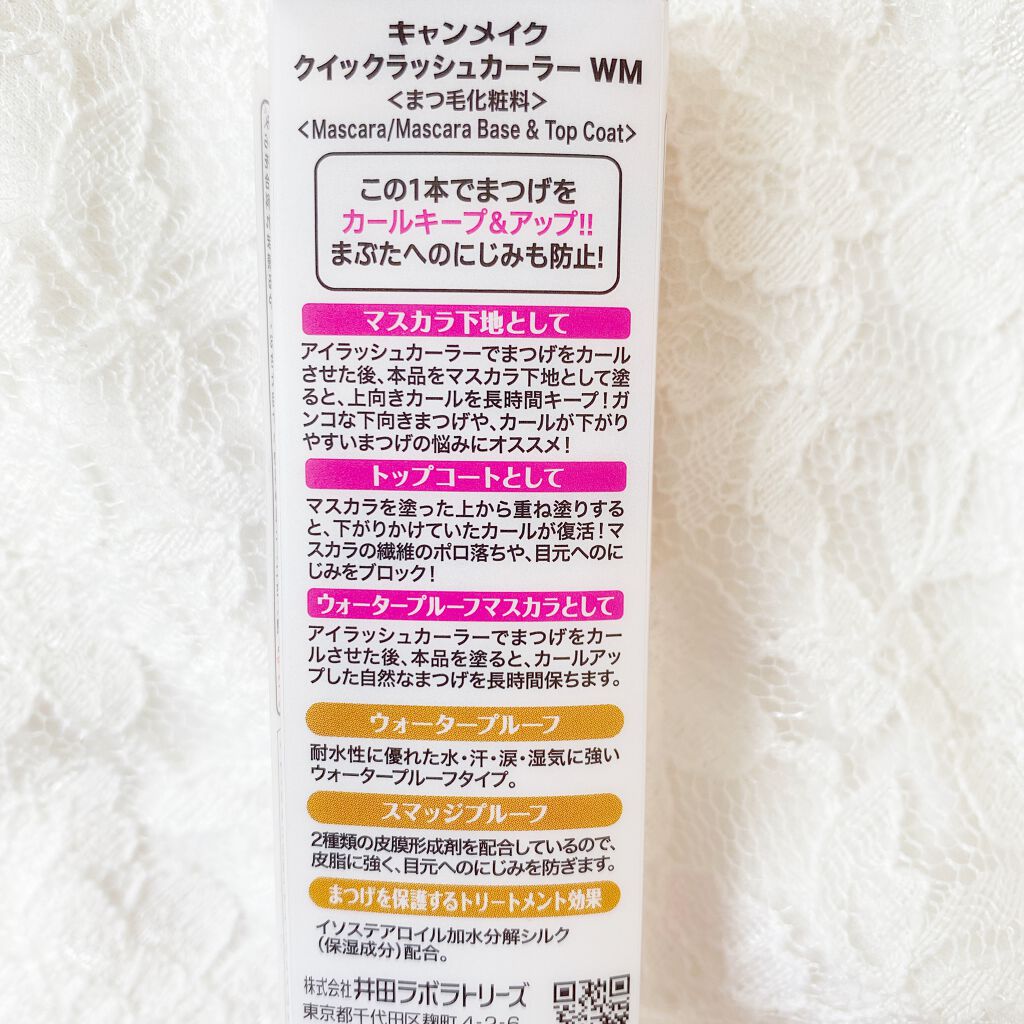 キャンメイク
クイックラッシュカーラー WM
<まつ毛化粧料>
<Mascara/Mascara Base & Top Coat>
この1本でまつげを
カールキープ&アップ!!
まぶたへのにじみも防止!
マスカラ下地として
アイラッシュカーラーでまつげをカール
させた後、本品をマスカラ下地として塗
ると、上向きカールを長時間キープ!ガ
ンコな下向きまつげや、カールが下がり
やすいまつげの悩みにオススメ!
トップコートとして
マスカラを塗った上から重ね塗りする
と、下がりかけていたカールが復活!マ
スカラの繊維のポロ落ちや、目元へのに
じみをブロック!
ウォータープルーフマスカラとして
アイラッシュカーラーでまつげをカー
ルさせた後、本品を塗ると、カールアッ
プした自然なまつげを長時間保ちます。
ウォータープルーフ
耐水性に優れた水・汗・涙・湿気に強い
ウォータープルーフタイプ。
スマッジプルーフ
2種類の皮膜形成剤を配合しているので、
皮脂に強く、目元へのにじみを防ぎます。
まつげを保護するトリートメント効果
イソステアロイル加水分解シルク
(保湿成分)配合。
株式会社 井田ラボラトリーズ
東京都千代田区麹町 4-2-6